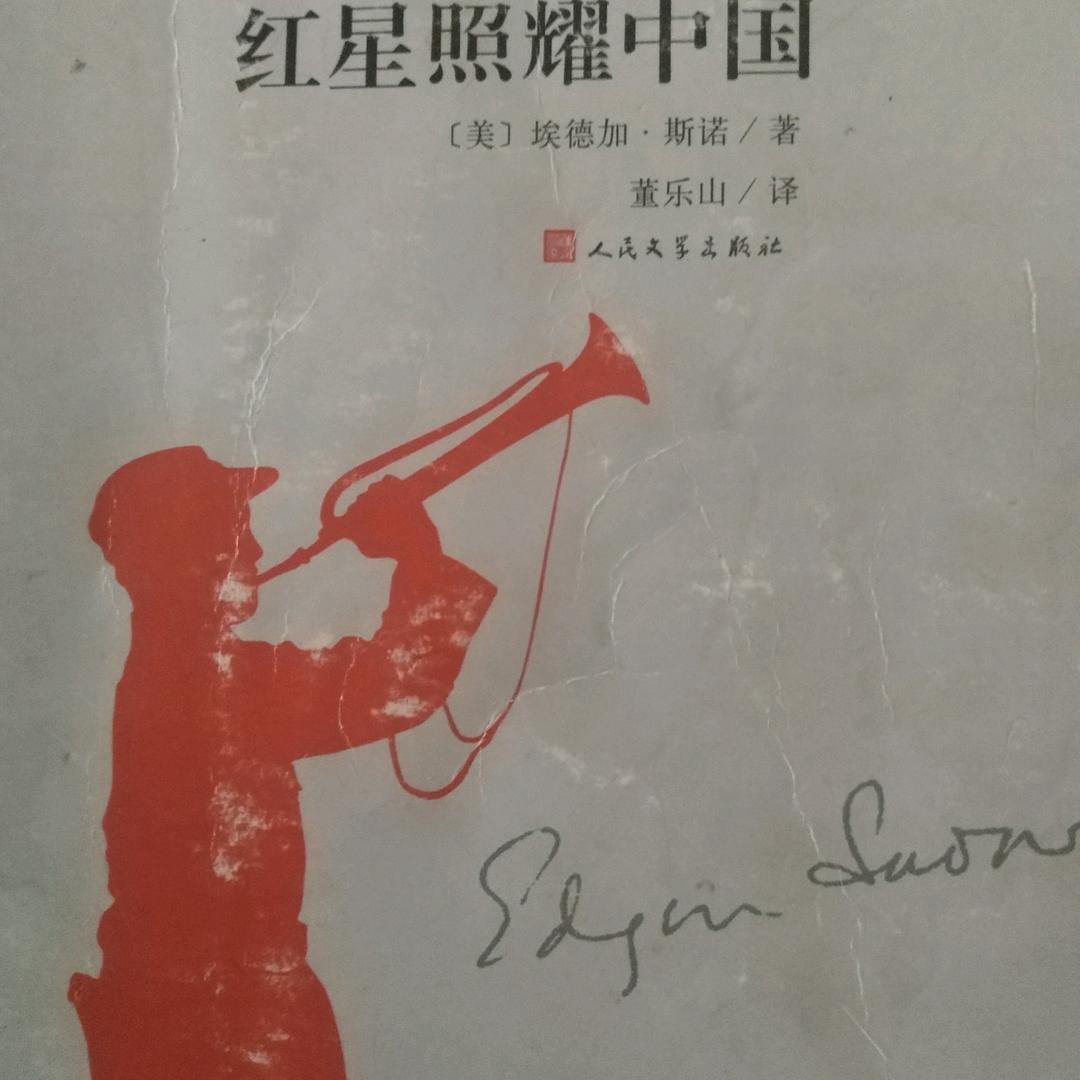 红星照耀中国
〔美〕埃德加·斯诺/著
董乐山/译
人民文学出版社
Edgar Snow